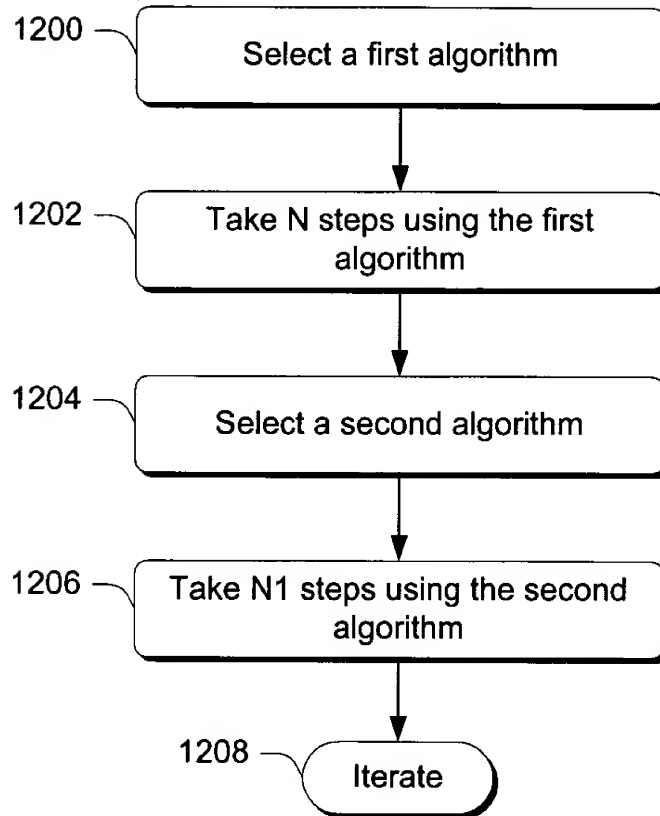 1200
Select a first algorithm
1202
Take N steps using the first
algorithm
1204
Select a second algorithm
1206
Take N1 steps using the second
algorithm
1208
Iterate